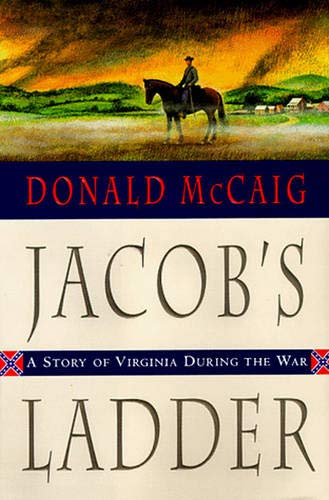 DONALD McCAIG
JACOB'S
A STORY OF VIRGINIA DURING THE WAR
LADDER